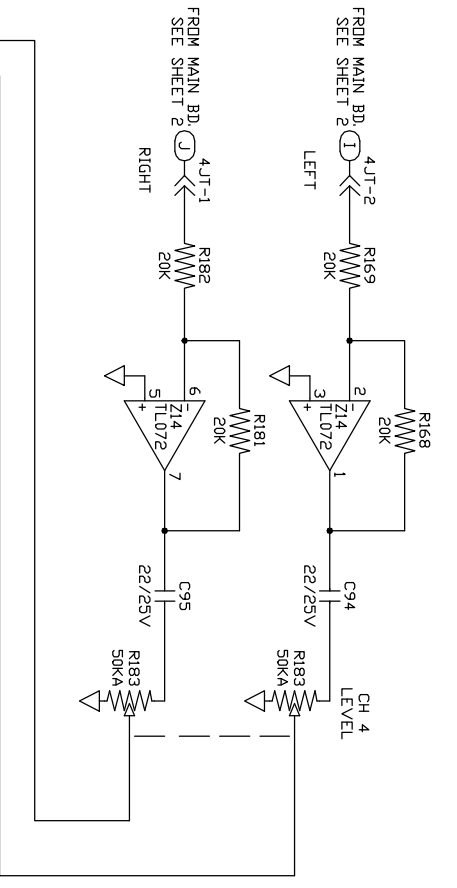 FROM MAIN BD.
SEE SHEET 2
I
4JT-2
LEFT
R169
20K
R168
20K
2
3
-
+
Z14
TL072
1
C94
22/25V
CH 4
LEVEL
R183
50KA
FROM MAIN BD.
SEE SHEET 2
J
4JT-1
RIGHT
R182
20K
R181
20K
6
5
-
+
Z14
TL072
7
C95
22/25V
R183
50KA